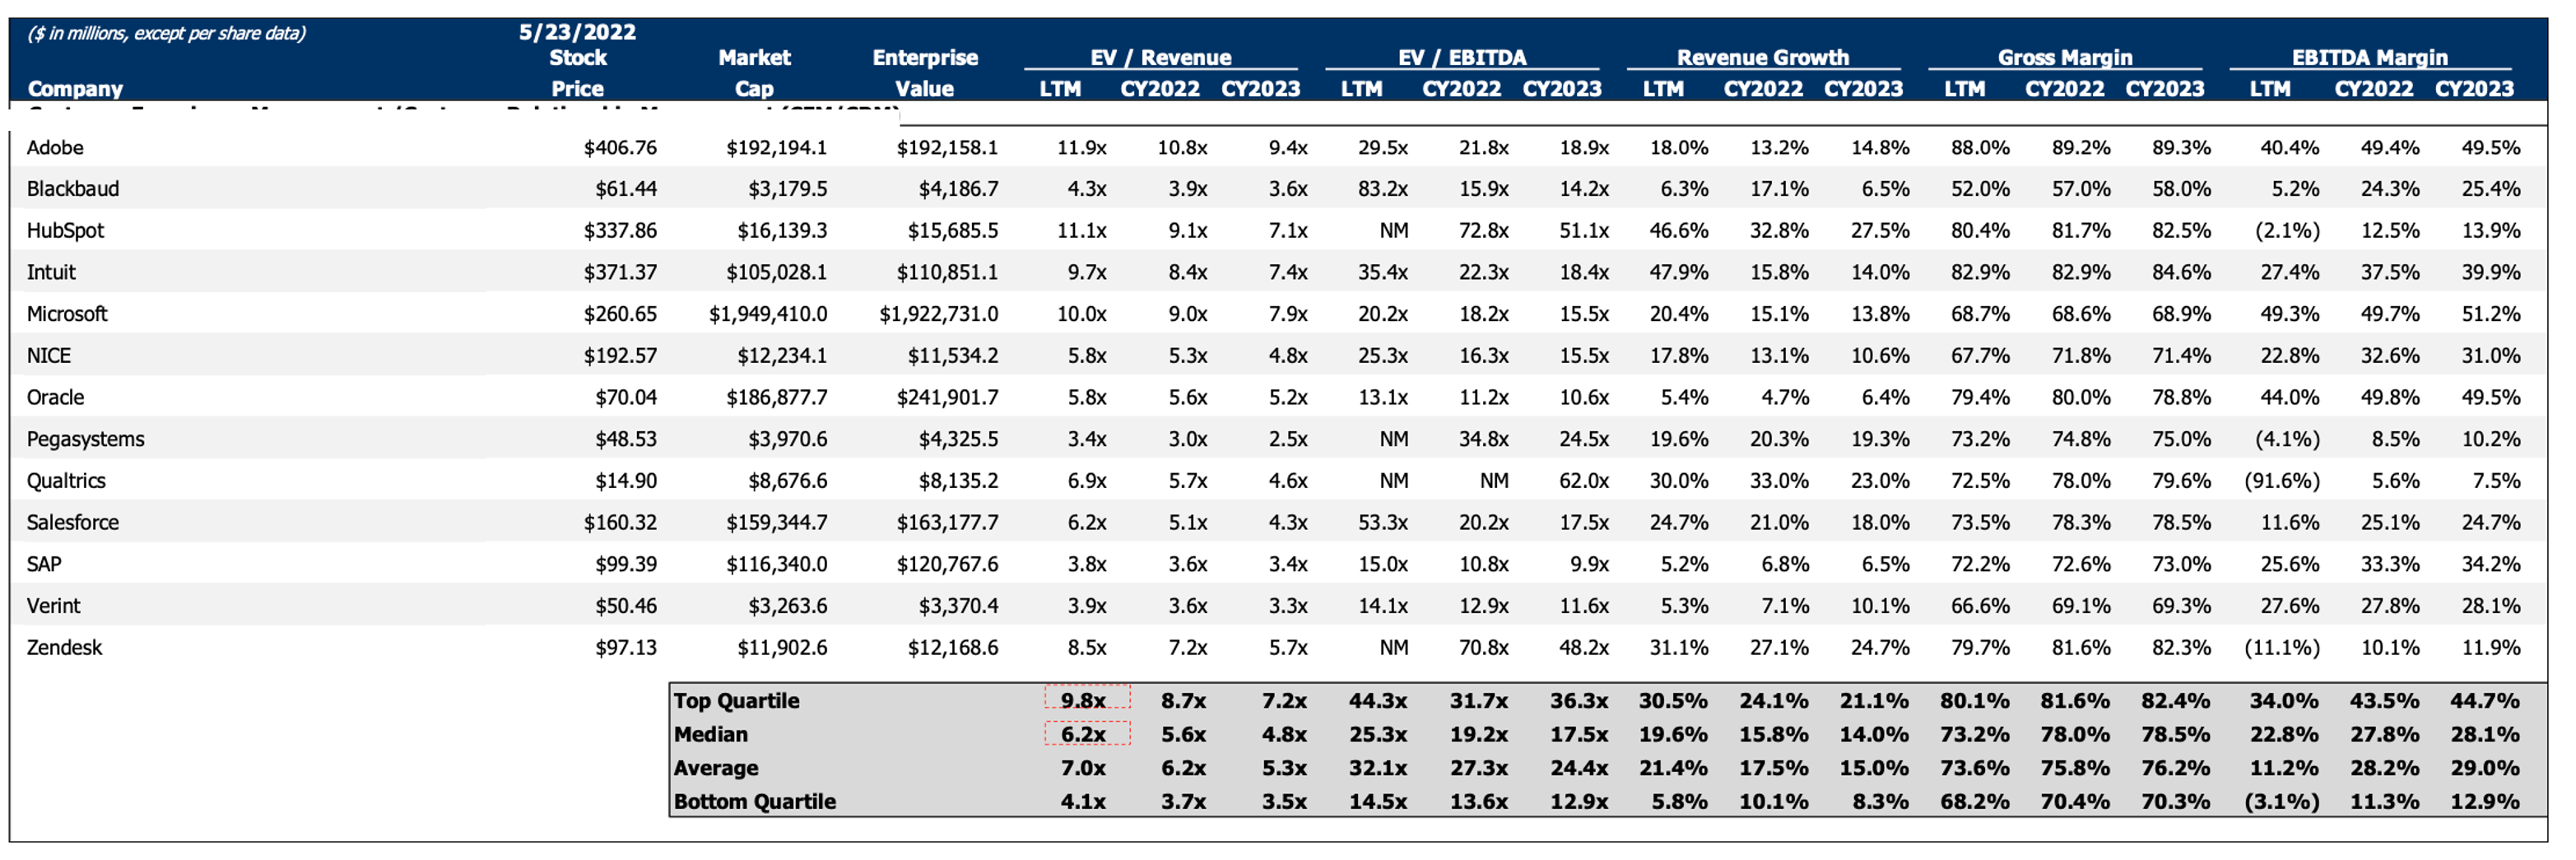 ($ in millions, except per share data) 5/23/2022
Stock Market Enterprise EV / Revenue EV / EBITDA Revenue Growth Gross Margin EBITDA Margin
Company Price Cap Value LTM CY2022 CY2023 LTM CY2022 CY2023 LTM CY2022 CY2023 LTM CY2022 CY2023 LTM CY2022 CY2023
Adobe $406.76 $192,194.1 $192,158.1 11.9x 10.8x 9.4x 29.5x 21.8x 18.9x 18.0% 13.2% 14.8% 88.0% 89.2% 89.3% 40.4% 49.4% 49.5%
Blackbaud $61.44 $3,179.5 $4,186.7 4.3x 3.9x 3.6x 83.2x 15.9x 14.2x 6.3% 17.1% 6.5% 52.0% 57.0% 58.0% 5.2% 24.3% 25.4%
HubSpot $337.86 $16,139.3 $15,685.5 11.1x 9.1x 7.1x NM 72.8x 51.1x 46.6% 32.8% 27.5% 80.4% 81.7% 82.5% (2.1%) 12.5% 13.9%
Intuit $371.37 $105,028.1 $110,851.1 9.7x 8.4x 7.4x 35.4x 22.3x 18.4x 47.9% 15.8% 14.0% 82.9% 82.9% 84.6% 27.4% 37.5% 39.9%
Microsoft $260.65 $1,949,410.0 $1,922,731.0 10.0x 9.0x 7.9x 20.2x 18.2x 15.5x 20.4% 15.1% 13.8% 68.7% 68.6% 68.9% 49.3% 49.7% 51.2%
NICE $192.57 $12,234.1 $11,534.2 5.8x 5.3x 4.8x 25.3x 16.3x 15.5x 17.8% 13.1% 10.6% 67.7% 71.8% 71.4% 22.8% 32.6% 31.0%
Oracle $70.04 $186,877.7 $241,901.7 5.8x 5.6x 5.2x 13.1x 11.2x 10.6x 5.4% 4.7% 6.4% 79.4% 80.0% 78.8% 44.0% 49.8% 49.5%
Pegasystems $48.53 $3,970.6 $4,325.5 3.4x 3.0x 2.5x NM 34.8x 24.5x 19.6% 20.3% 19.3% 73.2% 74.8% 75.0% (4.1%) 8.5% 10.2%
Qualtrics $14.90 $8,676.6 $8,135.2 6.9x 5.7x 4.6x NM NM 62.0x 30.0% 33.0% 23.0% 72.5% 78.0% 79.6% (91.6%) 5.6% 7.5%
Salesforce $160.32 $159,344.7 $163,177.7 6.2x 5.1x 4.3x 53.3x 20.2x 17.5x 24.7% 21.0% 18.0% 73.5% 78.3% 78.5% 11.6% 25.1% 24.7%
SAP $99.39 $116,340.0 $120,767.6 3.8x 3.6x 3.4x 15.0x 10.8x 9.9x 5.2% 6.8% 6.5% 72.2% 72.6% 73.0% 25.6% 33.3% 34.2%
Verint $50.46 $3,263.6 $3,370.4 3.9x 3.6x 3.3x 14.1x 12.9x 11.6x 5.3% 7.1% 10.1% 66.6% 69.1% 69.3% 27.6% 27.8% 28.1%
Zendesk $97.13 $11,902.6 $12,168.6 8.5x 7.2x 5.7x NM 70.8x 48.2x 31.1% 27.1% 24.7% 79.7% 81.6% 82.3% (11.1%) 10.1% 11.9%
Top Quartile 9.8x 8.7x 7.2x 44.3x 31.7x 36.3x 30.5% 24.1% 21.1% 80.1% 81.6% 82.4% 34.0% 43.5% 44.7%
Median 6.2x 5.6x 4.8x 25.3x 19.2x 17.5x 19.6% 15.8% 14.0% 73.2% 78.0% 78.5% 22.8% 27.8% 28.1%
Average 7.0x 6.2x 5.3x 32.1x 27.3x 24.4x 21.4% 17.5% 15.0% 73.6% 75.8% 76.2% 11.2% 28.2% 29.0%
Bottom Quartile 4.1x 3.7x 3.5x 14.5x 13.6x 12.9x 5.8% 10.1% 8.3% 68.2% 70.4% 70.3% (3.1%) 11.3% 12.9%